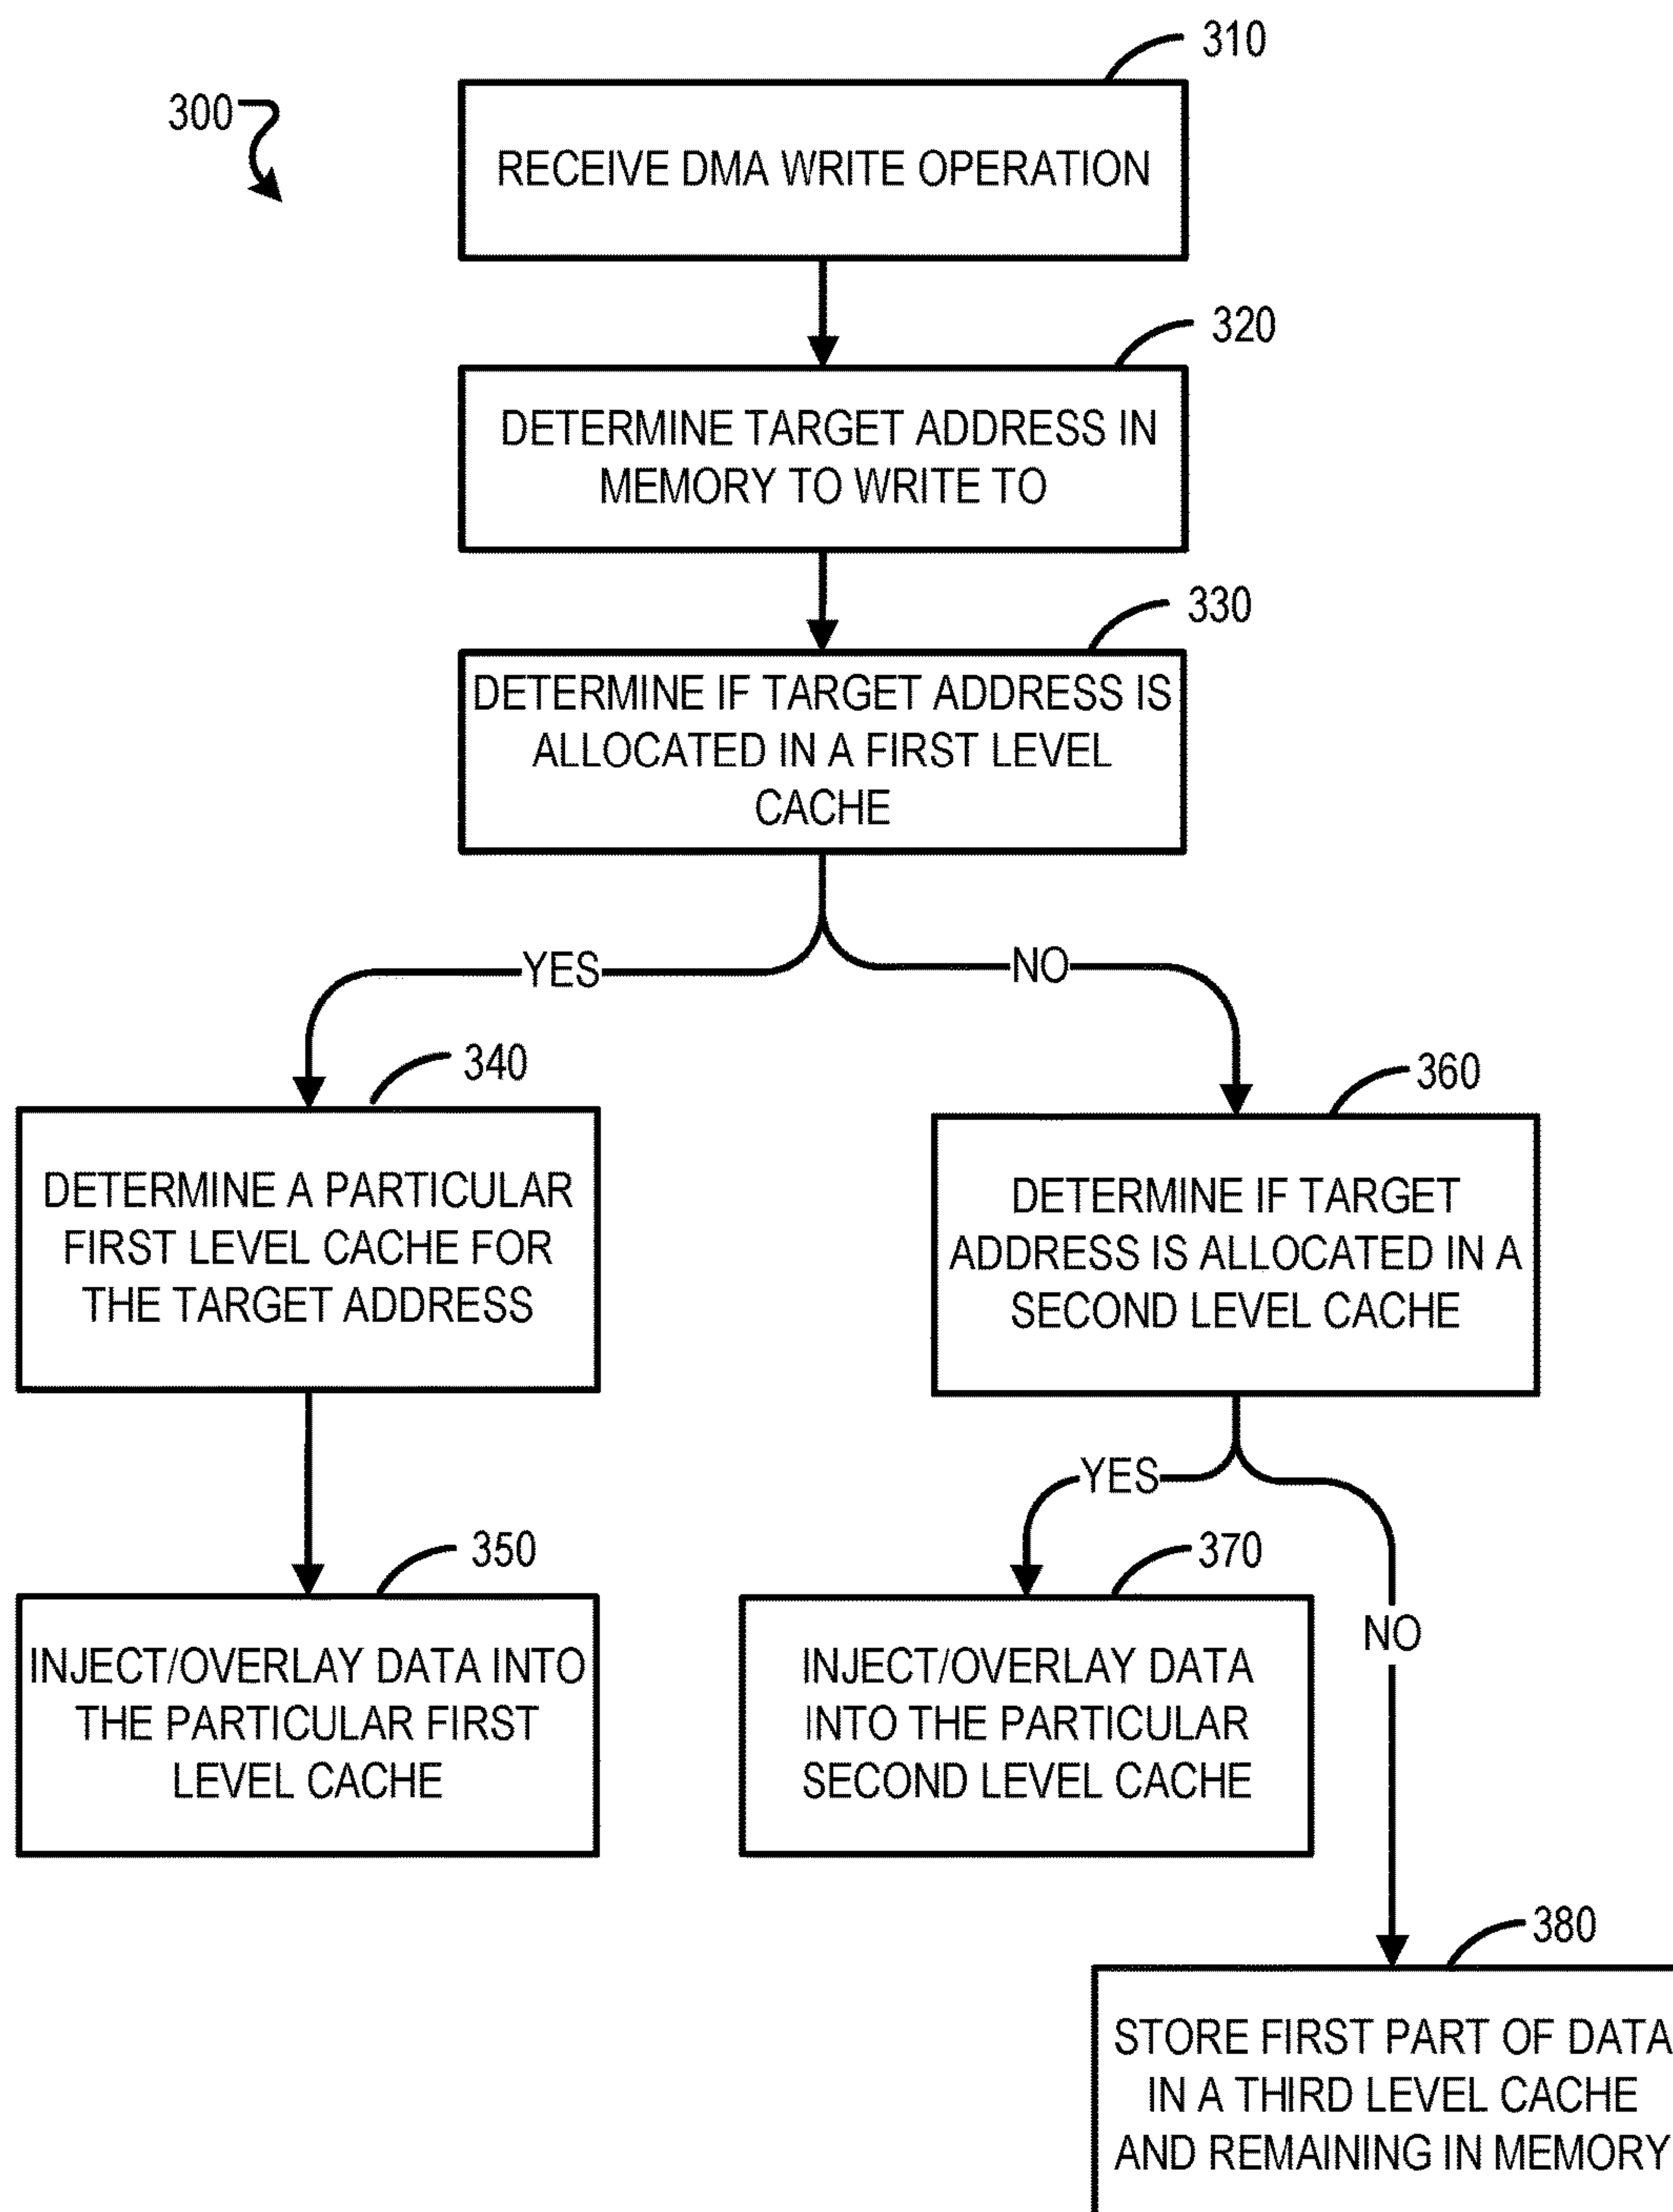 310
300
RECEIVE DMA WRITE OPERATION
320
DETERMINE TARGET ADDRESS IN
MEMORY TO WRITE TO
330
DETERMINE IF TARGET ADDRESS IS
ALLOCATED IN A FIRST LEVEL
CACHE
YES
NO
340
DETERMINE A PARTICULAR
FIRST LEVEL CACHE FOR
THE TARGET ADDRESS
360
DETERMINE IF TARGET
ADDRESS IS ALLOCATED IN A
SECOND LEVEL CACHE
YES
NO
350
INJECT/OVERLAY DATA INTO
THE PARTICULAR FIRST
LEVEL CACHE
370
INJECT/OVERLAY DATA
INTO THE PARTICULAR
SECOND LEVEL CACHE
380
STORE FIRST PART OF DATA
IN A THIRD LEVEL CACHE
AND REMAINING IN MEMORY